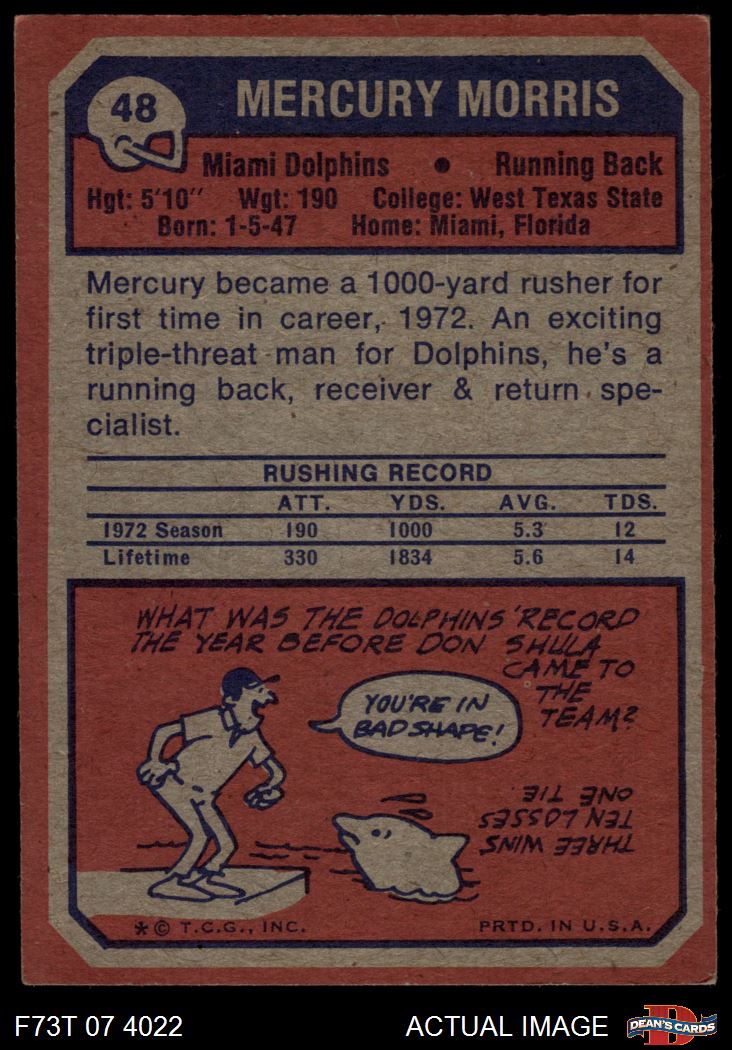 48
MERCURY MORRIS
Miami Dolphins • Running Back
Hgt: 5'10" Wgt: 190 College: West Texas State
Born: 1-5-47 Home: Miami, Florida
Mercury became a 1000-yard rusher for
first time in career, 1972. An exciting
triple-threat man for Dolphins, he's a
running back, receiver & return spe-
cialist.
RUSHING RECORD
ATT. YDS. AVG. TDS.
1972 Season 190 1000 5.3 12
Lifetime 330 1834 5.6 14
WHAT WAS THE DOLPHINS' RECORD
THE YEAR BEFORE DON SHULA
CAME TO
THE
TEAM?
YOU'RE IN
BAD SHAPE!
THREE WINS
TEN LOSSES
ONE TIE
* © T.C.G., INC. PRTD. IN U.S.A.
F73T 07 4022 ACTUAL IMAGE
D
DEAN'S CARDS